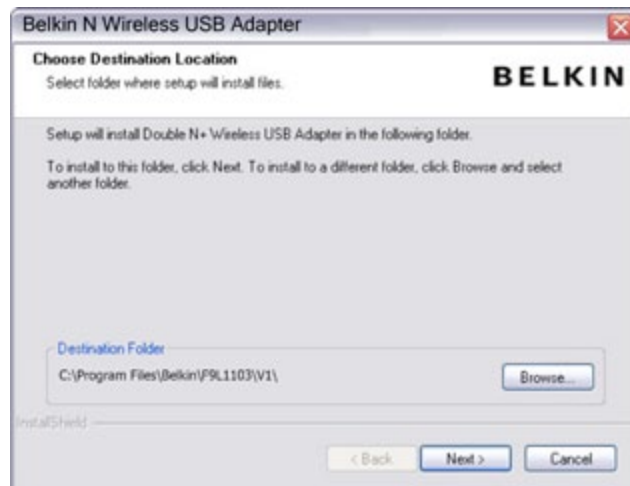 Belkin N Wireless USB Adapter
Choose Destination Location
Select folder where setup will install files.
BELKIN
Setup will install Double N+ Wireless USB Adapter in the following folder.
To install to this folder, click Next. To install to a different folder, click Browse and select
another folder.
Destination Folder
C:\Program Files\Belkin\F9L1103\V1\
Browse...
InstallShield
< Back
Next >
Cancel